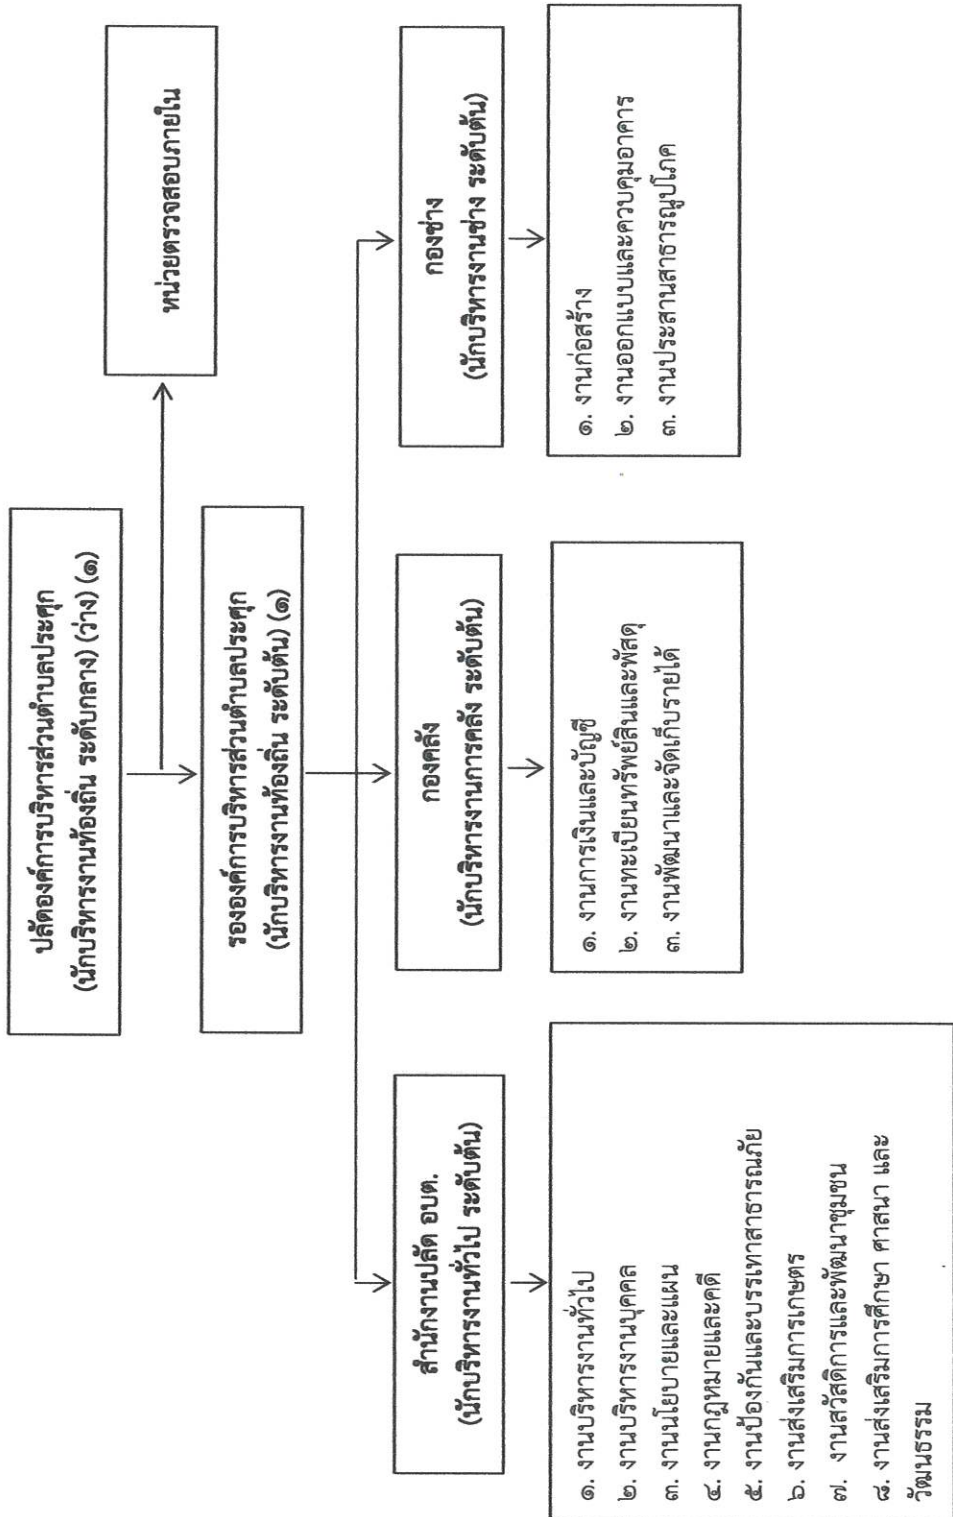 ปลัดองค์การบริหารส่วนตำบลประศุก
(นักบริหารงานท้องถิ่น ระดับกลาง) (ว่าง) (๑)
หน่วยตรวจสอบภายใน
รององค์การบริหารส่วนตำบลประศุก
(นักบริหารงานท้องถิ่น ระดับต้น) (๑)
สำนักงานปลัด อบต.
(นักบริหารงานทั่วไป ระดับต้น)
กองคลัง
(นักบริหารงานการคลัง ระดับต้น)
กองช่าง
(นักบริหารงานช่าง ระดับต้น)
๑. งานบริหารงานทั่วไป
๒. งานบริหารงานบุคคล
๓. งานนโยบายและแผน
๔. งานกฎหมายและคดี
๕. งานป้องกันและบรรเทาสาธารณภัย
๖. งานส่งเสริมการเกษตร
๗. งานสวัสดิการและพัฒนาชุมชน
๘. งานส่งเสริมการศึกษา ศาสนา และ
วัฒนธรรม
๑. งานการเงินและบัญชี
๒. งานทะเบียนทรัพย์สินและพัสดุ
๓. งานพัฒนาและจัดเก็บรายได้
๑. งานก่อสร้าง
๒. งานออกแบบและควบคุมอาคาร
๓. งานประสานสาธารณูปโภค